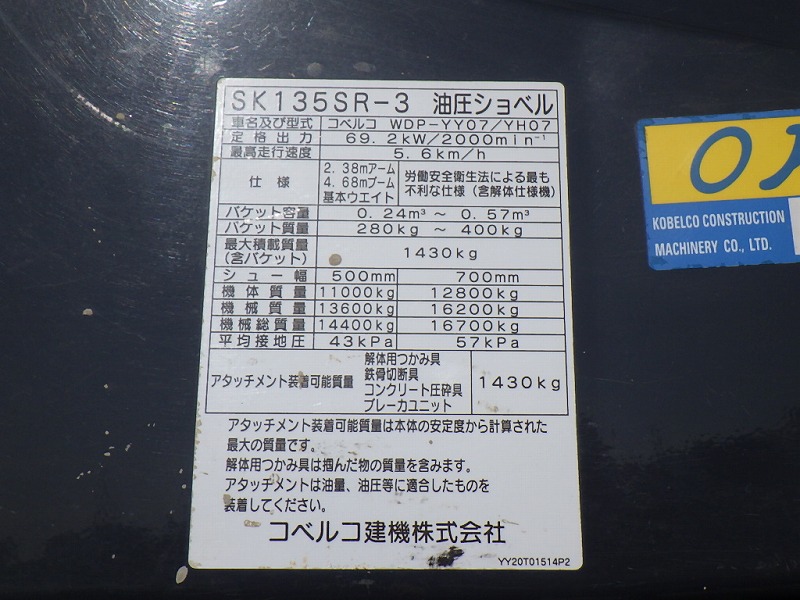 SK135SR-3 油圧ショベル
車名及び型式 コベルコ WDP-YY07/YH07
定格出力 69.2kW/2000min⁻¹
最高走行速度 5.6km/h
仕様 2.38mアーム 4.68mブーム 基本ウエイト 労働安全衛生法による最も不利な仕様(含解体仕様機)
バケット容量 0.24m³ ~ 0.57m³
バケット質量 280kg ~ 400kg
最大積載質量(含バケット) 1430kg
シュー幅 500mm 700mm
機体質量 11000kg 12800kg
機械質量 13600kg 16200kg
機械総質量 14400kg 16700kg
平均接地圧 43kPa 57kPa
アタッチメント装着可能質量 解体用つかみ具 鉄骨切断具 コンクリート圧砕具 ブレーカユニット 1430kg
アタッチメント装着可能質量は本体の安定度から計算された
最大の質量です。
解体用つかみ具は掴んだ物の質量を含みます。
アタッチメントは油量、油圧等に適合したものを
装着してください。
コベルコ建機株式会社
YY20T01514P2
KOBELCO CONSTRUCTION
MACHINERY CO., LTD.